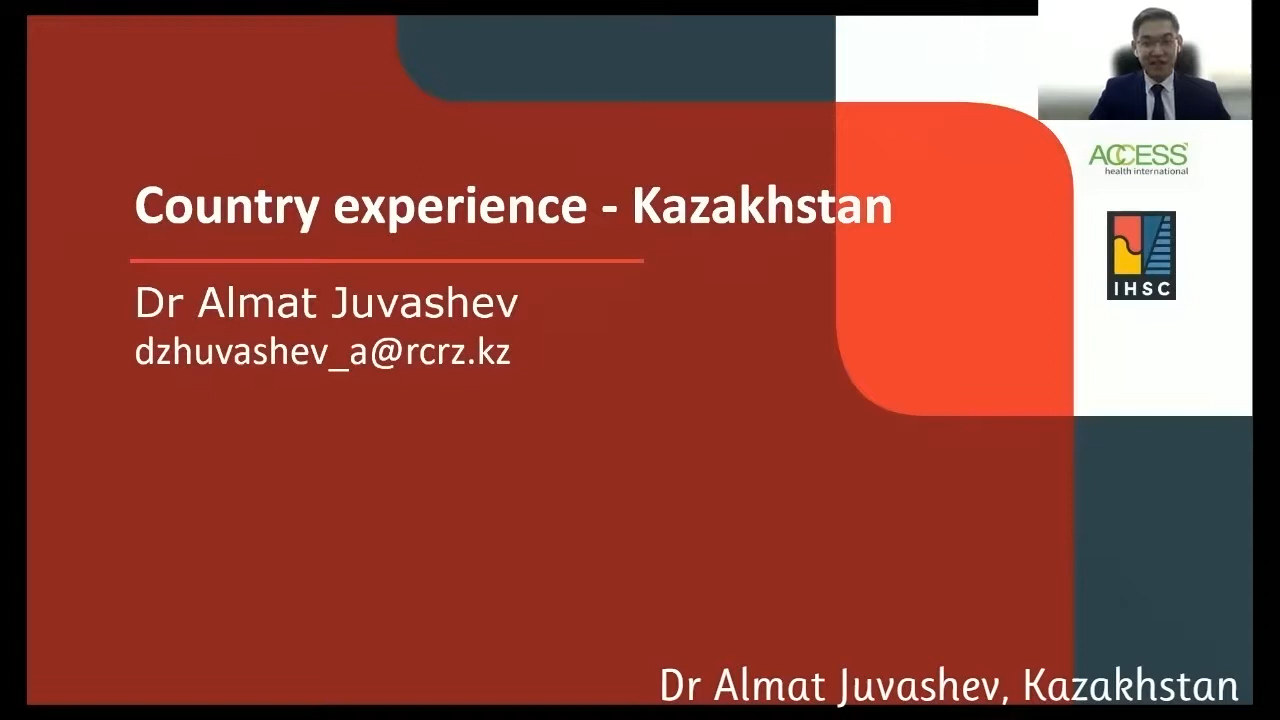 Country experience - Kazakhstan
Dr Almat Juvashev
dzhuvashev_a@rcrz.kz
ACCESS
health international
IHSC
Dr Almat Juvashev, Kazakhstan